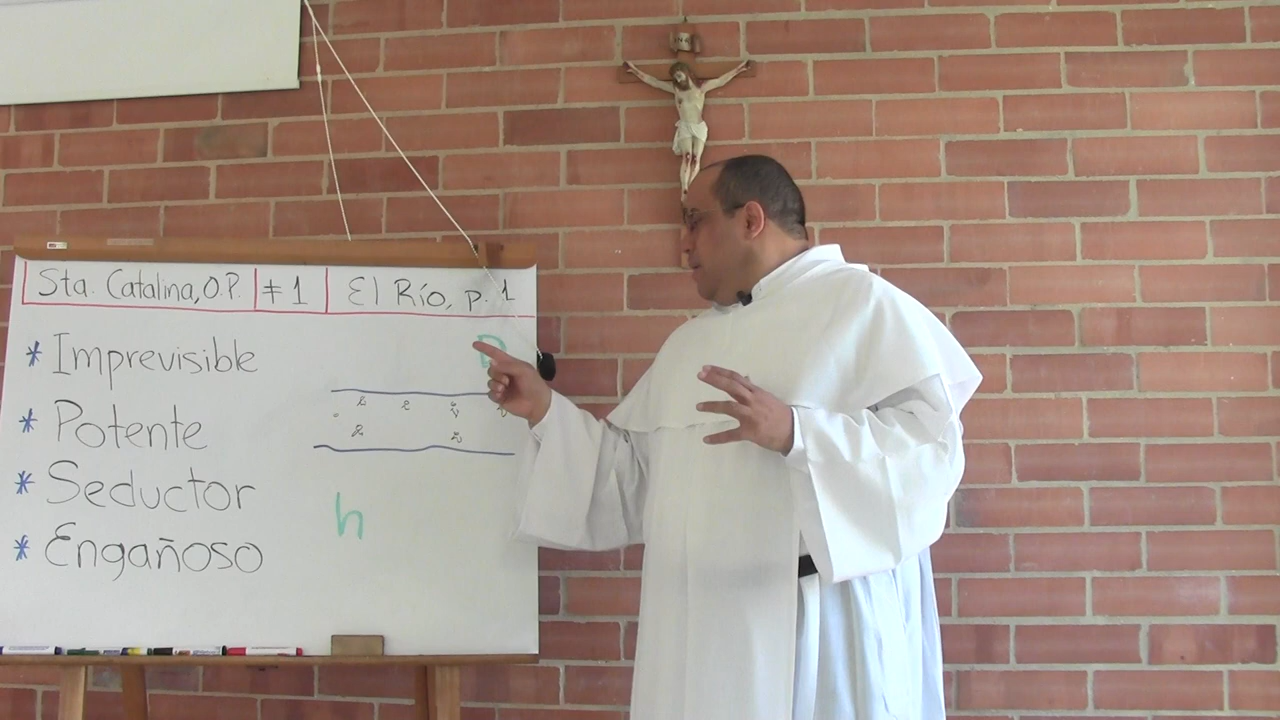 Sta. Catalina, O.P. #1 El Río, p. 1
* Imprevisible
* Potente
* Seductor
* Engañoso
D
h